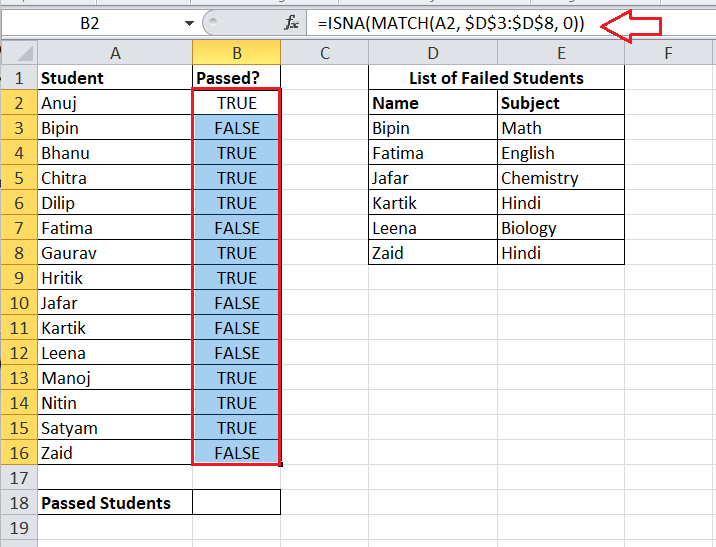 B2 fx =ISNA(MATCH(A2, $D$3:$D$8, 0))
A B C D E F
1 Student Passed? List of Failed Students
2 Anuj TRUE Name Subject
3 Bipin FALSE Bipin Math
4 Bhanu TRUE Fatima English
5 Chitra TRUE Jafar Chemistry
6 Dilip TRUE Kartik Hindi
7 Fatima FALSE Leena Biology
8 Gaurav TRUE Zaid Hindi
9 Hritik TRUE
10 Jafar FALSE
11 Kartik FALSE
12 Leena FALSE
13 Manoj TRUE
14 Nitin TRUE
15 Satyam TRUE
16 Zaid FALSE
17
18 Passed Students
19